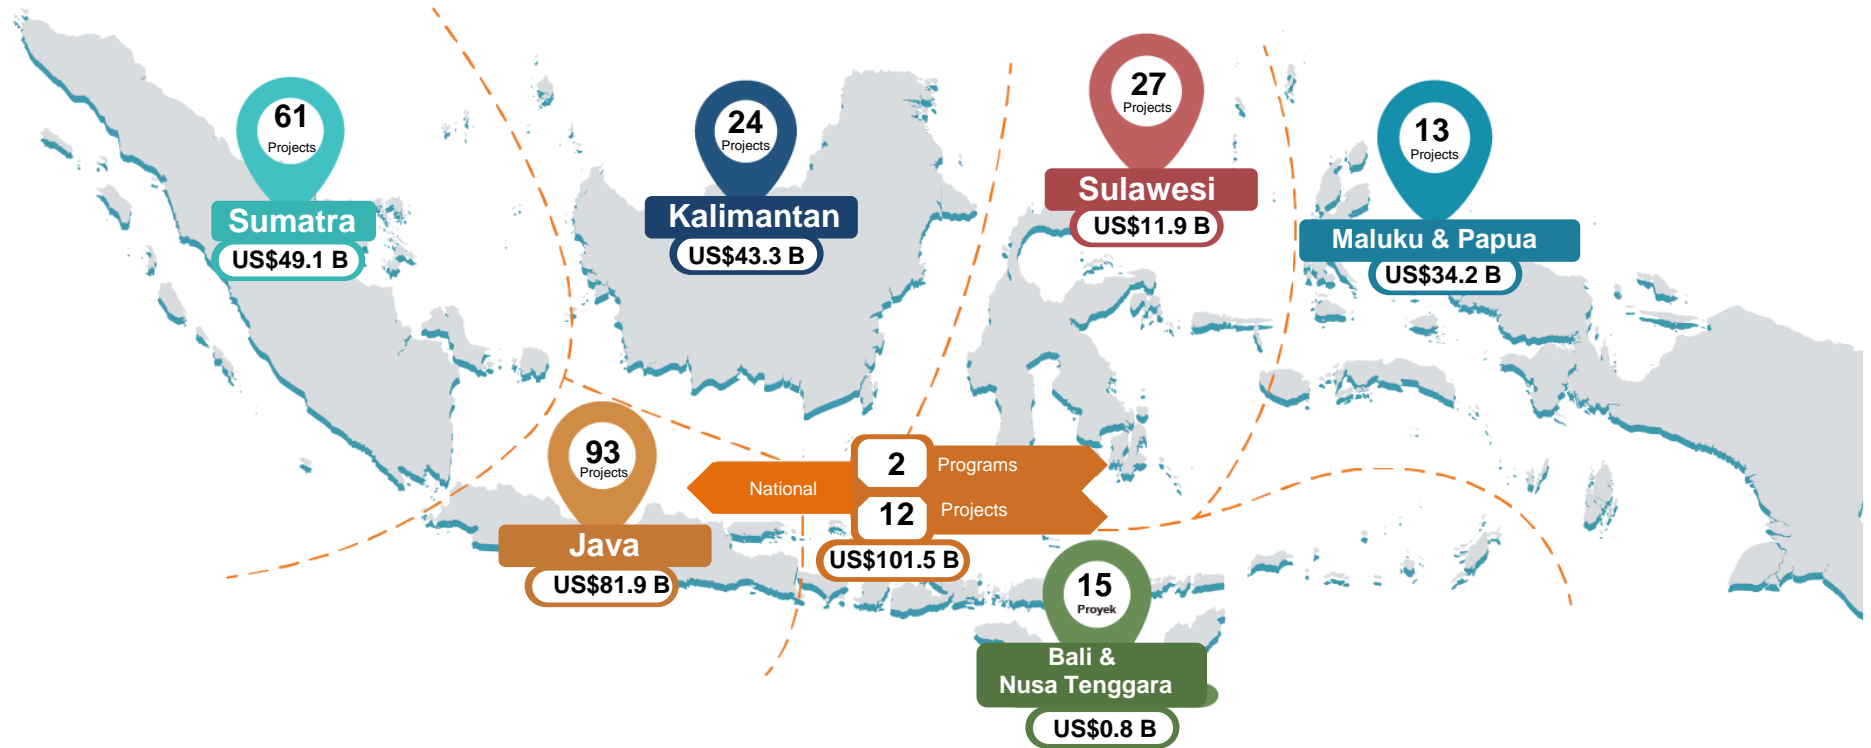 61
Projects
Sumatra
US$49.1 B
24
Projects
Kalimantan
US$43.3 B
27
Projects
Sulawesi
US$11.9 B
13
Projects
Maluku & Papua
US$34.2 B
93
Projects
Java
US$81.9 B
National
2 Programs
12 Projects
US$101.5 B
15
Proyek
Bali &
Nusa Tenggara
US$0.8 B